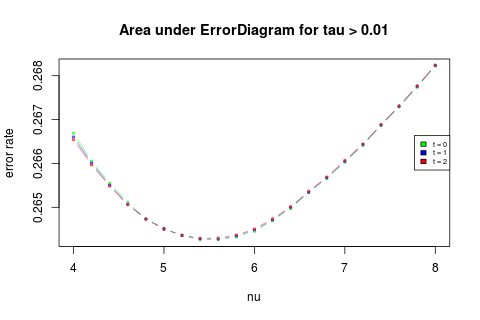 Area under ErrorDiagram for tau > 0.01
error rate
0.268
0.267
0.266
0.265
t = 0
t = 1
t = 2
4 5 6 7 8
nu